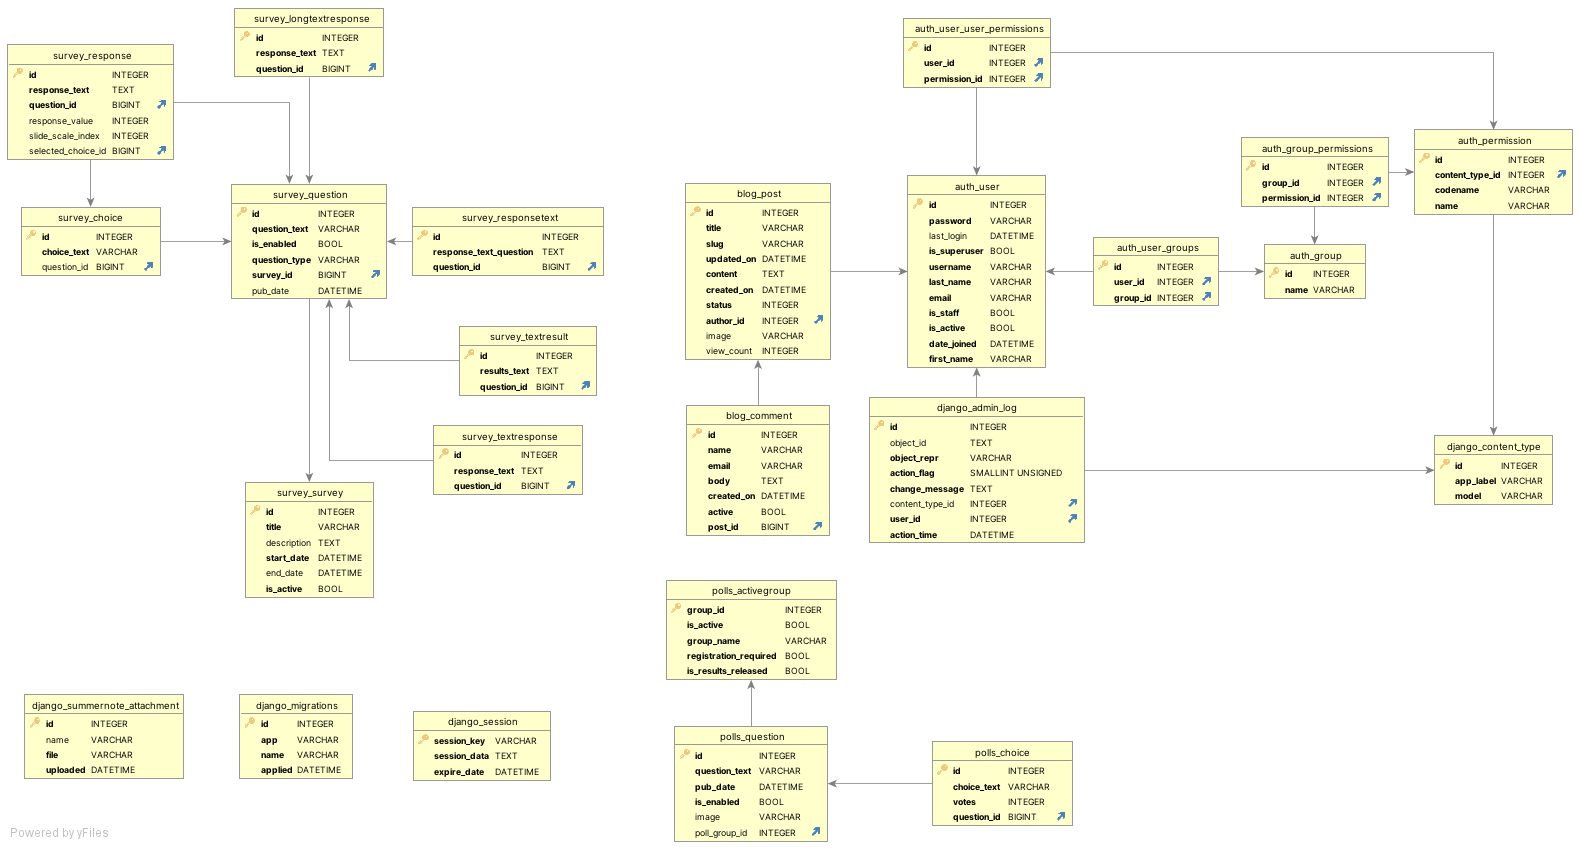 survey_longtextresponse
id INTEGER
response_text TEXT
question_id BIGINT
survey_response
id INTEGER
response_text TEXT
question_id BIGINT
response_value INTEGER
slide_scale_index INTEGER
selected_choice_id BIGINT
survey_question
id INTEGER
question_text VARCHAR
is_enabled BOOL
question_type VARCHAR
survey_id BIGINT
pub_date DATETIME
survey_choice
id INTEGER
choice_text VARCHAR
question_id BIGINT
survey_responsetext
id INTEGER
response_text_question TEXT
question_id BIGINT
survey_textresult
id INTEGER
results_text TEXT
question_id BIGINT
survey_textresponse
id INTEGER
response_text TEXT
question_id BIGINT
survey_survey
id INTEGER
title VARCHAR
description TEXT
start_date DATETIME
end_date DATETIME
is_active BOOL
auth_user_user_permissions
id INTEGER
user_id INTEGER
permission_id INTEGER
auth_permission
id INTEGER
content_type_id INTEGER
codename VARCHAR
name VARCHAR
auth_group_permissions
id INTEGER
group_id INTEGER
permission_id INTEGER
auth_user
id INTEGER
password VARCHAR
last_login DATETIME
is_superuser BOOL
username VARCHAR
last_name VARCHAR
email VARCHAR
is_staff BOOL
is_active BOOL
date_joined DATETIME
first_name VARCHAR
blog_post
id INTEGER
title VARCHAR
slug VARCHAR
updated_on DATETIME
content TEXT
created_on DATETIME
status INTEGER
author_id INTEGER
image VARCHAR
view_count INTEGER
auth_user_groups
id INTEGER
user_id INTEGER
group_id INTEGER
auth_group
id INTEGER
name VARCHAR
blog_comment
id INTEGER
name VARCHAR
email VARCHAR
body TEXT
created_on DATETIME
active BOOL
post_id BIGINT
django_admin_log
id INTEGER
object_id TEXT
object_repr VARCHAR
action_flag SMALLINT UNSIGNED
change_message TEXT
content_type_id INTEGER
user_id INTEGER
action_time DATETIME
django_content_type
id INTEGER
app_label VARCHAR
model VARCHAR
polls_activegroup
group_id INTEGER
is_active BOOL
group_name VARCHAR
registration_required BOOL
is_results_released BOOL
django_summernote_attachment
id INTEGER
name VARCHAR
file VARCHAR
uploaded DATETIME
django_migrations
id INTEGER
app VARCHAR
name VARCHAR
applied DATETIME
django_session
session_key VARCHAR
session_data TEXT
expire_date DATETIME
polls_question
id INTEGER
question_text VARCHAR
pub_date DATETIME
is_enabled BOOL
image VARCHAR
poll_group_id INTEGER
polls_choice
id INTEGER
choice_text VARCHAR
votes INTEGER
question_id BIGINT
Powered by yFiles